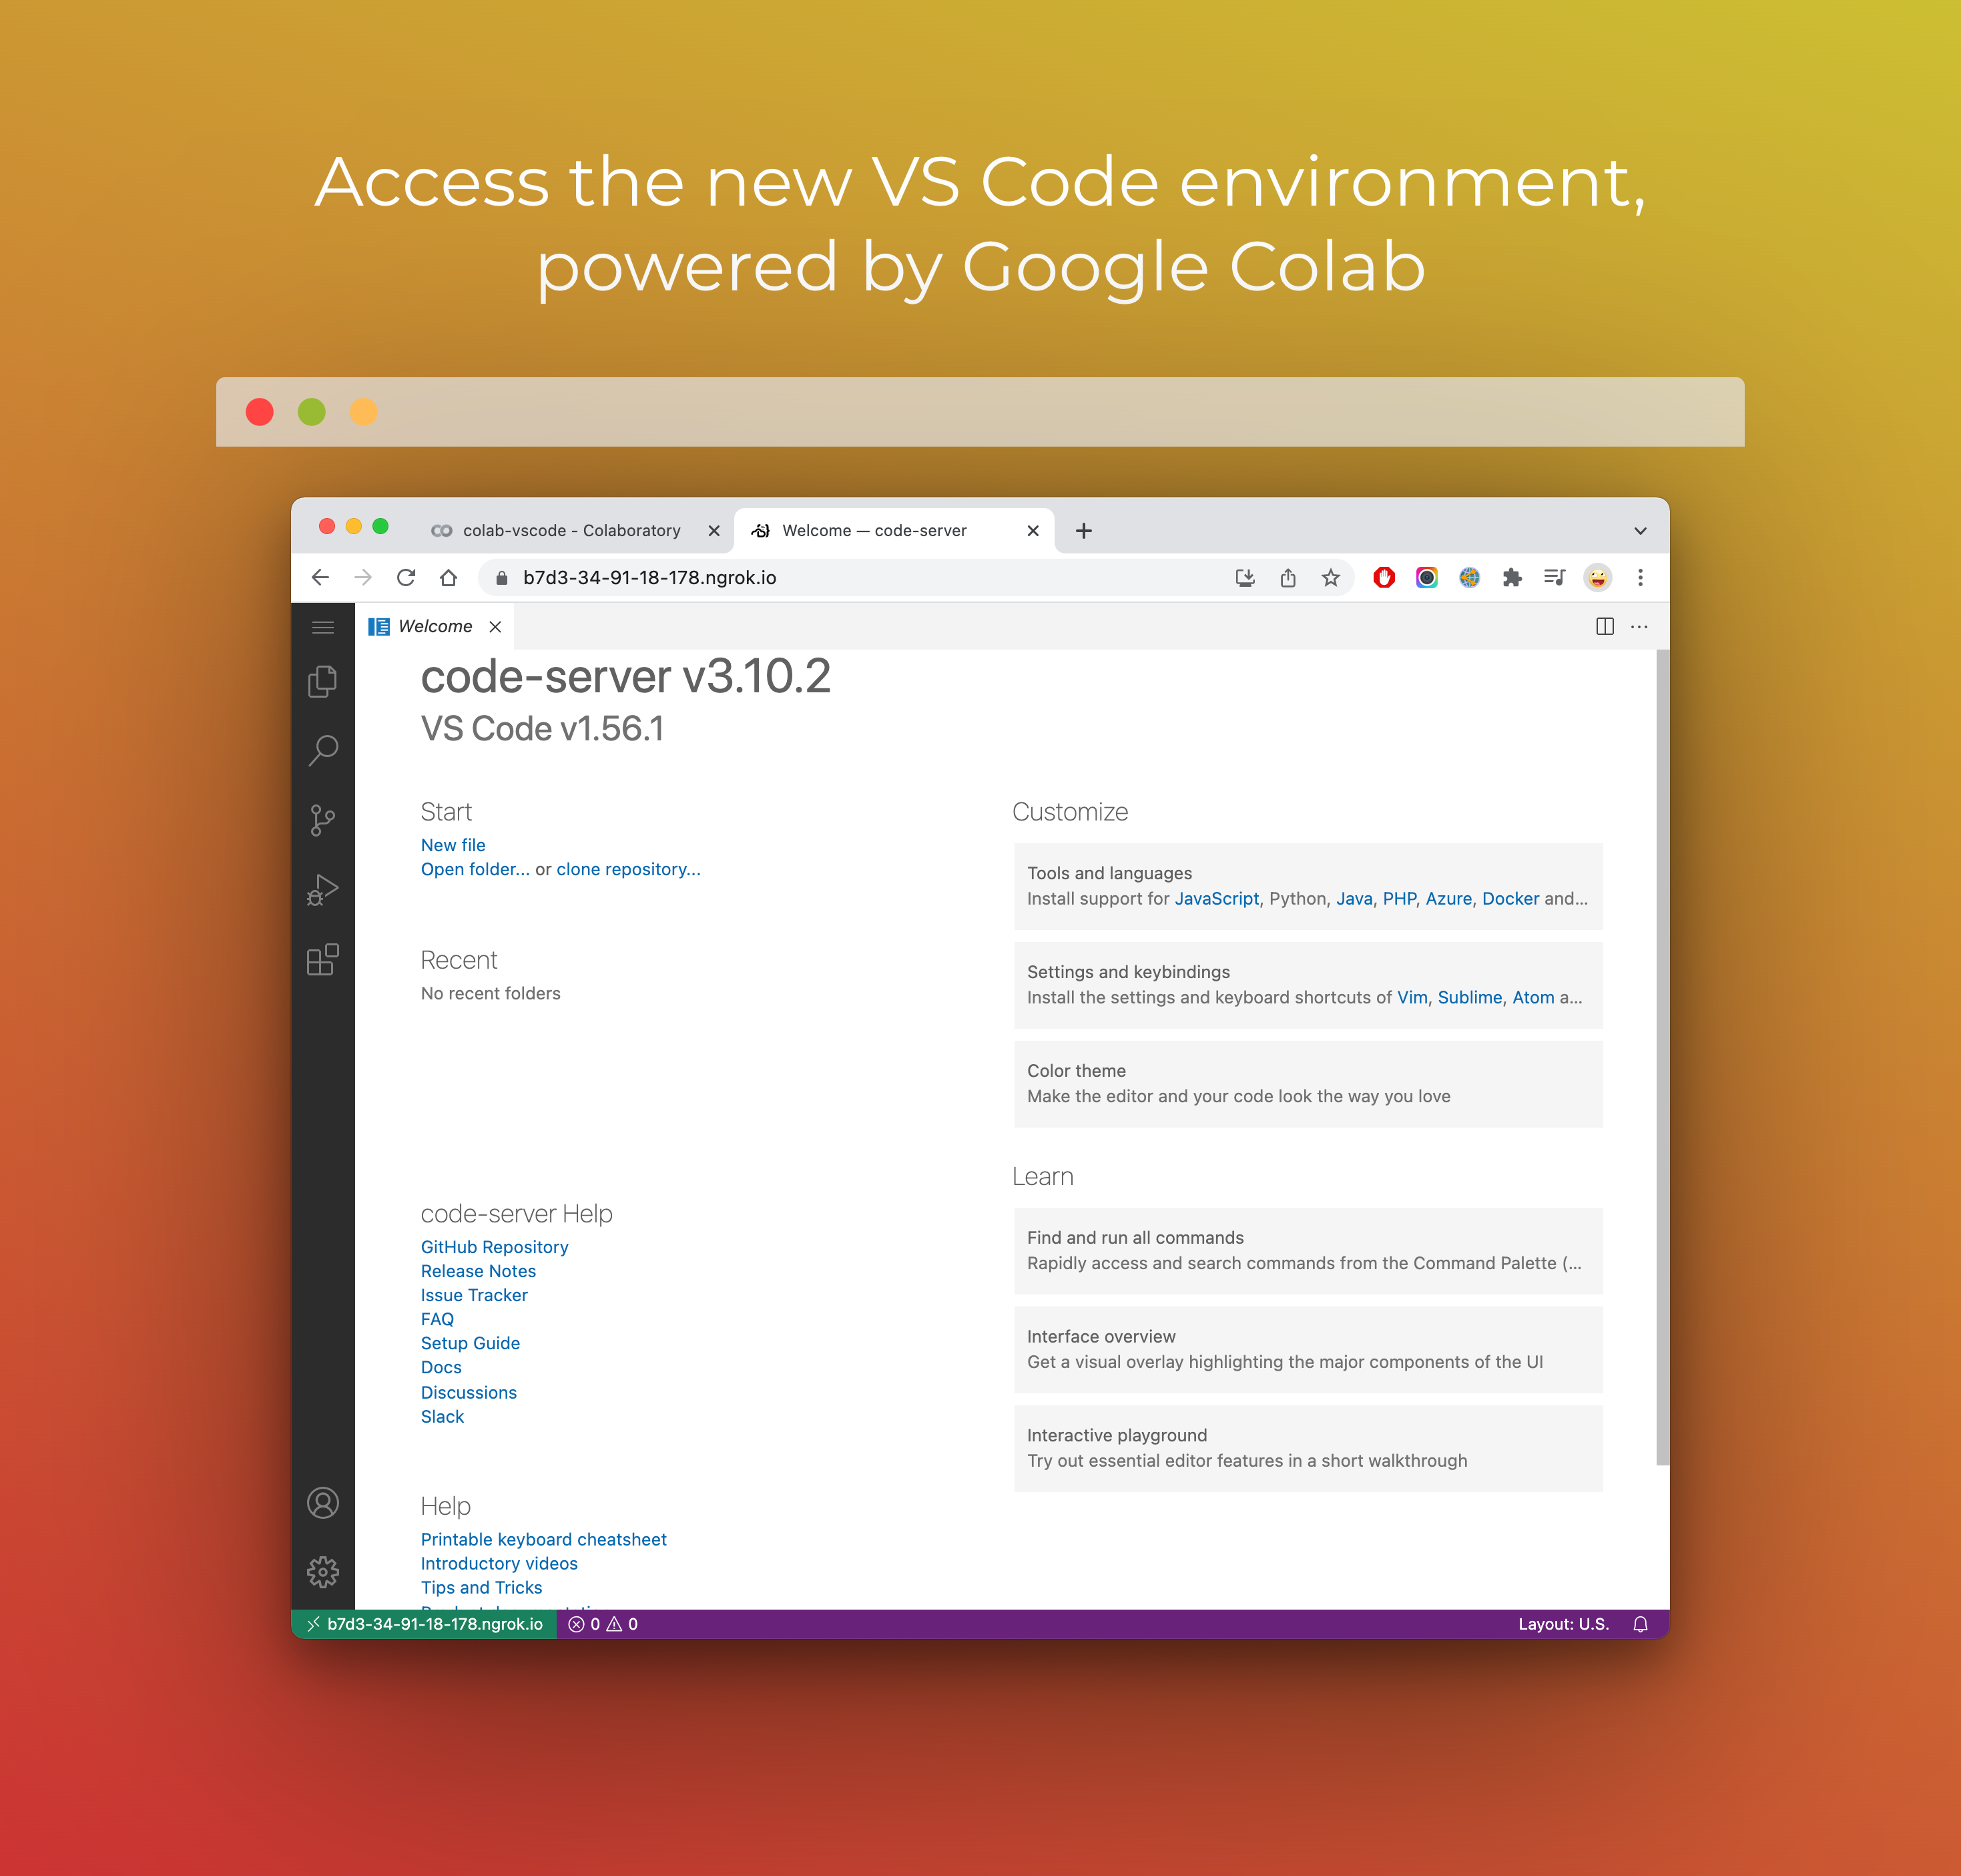 Access the new VS Code environment,
powered by Google Colab
colab-vscode - Colaboratory
Welcome — code-server
b7d3-34-91-18-178.ngrok.io
Welcome
code-server v3.10.2
VS Code v1.56.1
Start
New file
Open folder... or clone repository...
Recent
No recent folders
code-server Help
GitHub Repository
Release Notes
Issue Tracker
FAQ
Setup Guide
Docs
Discussions
Slack
Help
Printable keyboard cheatsheet
Introductory videos
Tips and Tricks
Customize
Tools and languages
Install support for JavaScript, Python, Java, PHP, Azure, Docker and...
Settings and keybindings
Install the settings and keyboard shortcuts of Vim, Sublime, Atom a...
Color theme
Make the editor and your code look the way you love
Learn
Find and run all commands
Rapidly access and search commands from the Command Palette (...
Interface overview
Get a visual overlay highlighting the major components of the UI
Interactive playground
Try out essential editor features in a short walkthrough
b7d3-34-91-18-178.ngrok.io
0
0
Layout: U.S.